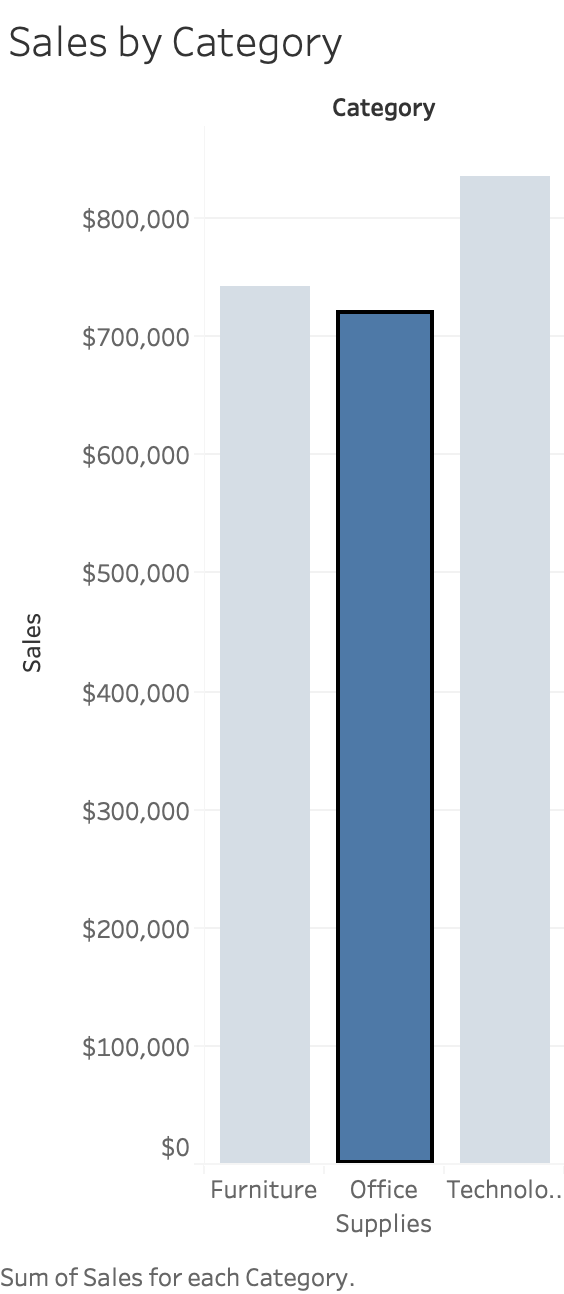 Sales by Category
Category
$800,000
$700,000
$600,000
$500,000
$400,000
$300,000
$200,000
$100,000
$0
Sales
Furniture
Office
Supplies
Technolo..
Sum of Sales for each Category.